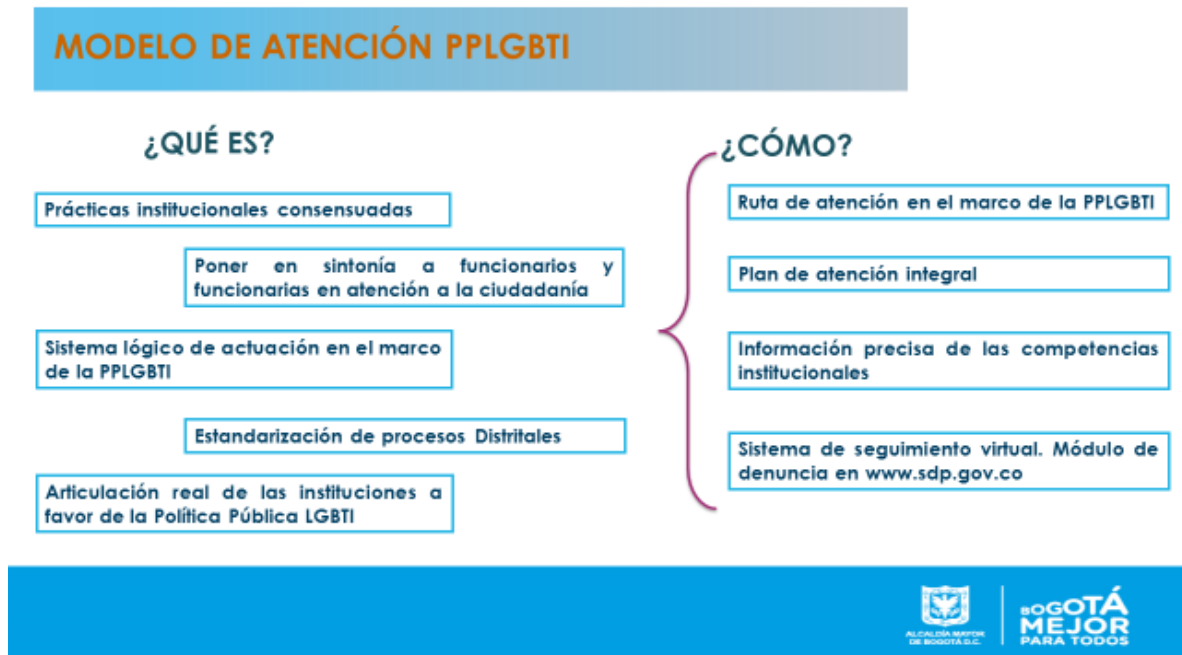 MODELO DE ATENCIÓN PPLGBTI
¿QUÉ ES?
Prácticas institucionales consensuadas
Poner en sintonía a funcionarios y
funcionarias en atención a la ciudadanía
Sistema lógico de actuación en el marco
de la PPLGBTI
Estandarización de procesos Distritales
Articulación real de las instituciones a
favor de la Política Pública LGBTI
¿CÓMO?
Ruta de atención en el marco de la PPLGBTI
Plan de atención integral
Información precisa de las competencias
institucionales
Sistema de seguimiento virtual. Módulo de
denuncia en www.sdp.gov.co
ALCALDÍA MAYOR
DE BOGOTÁ D.C.
BOGOTÁ
MEJOR
PARA TODOS